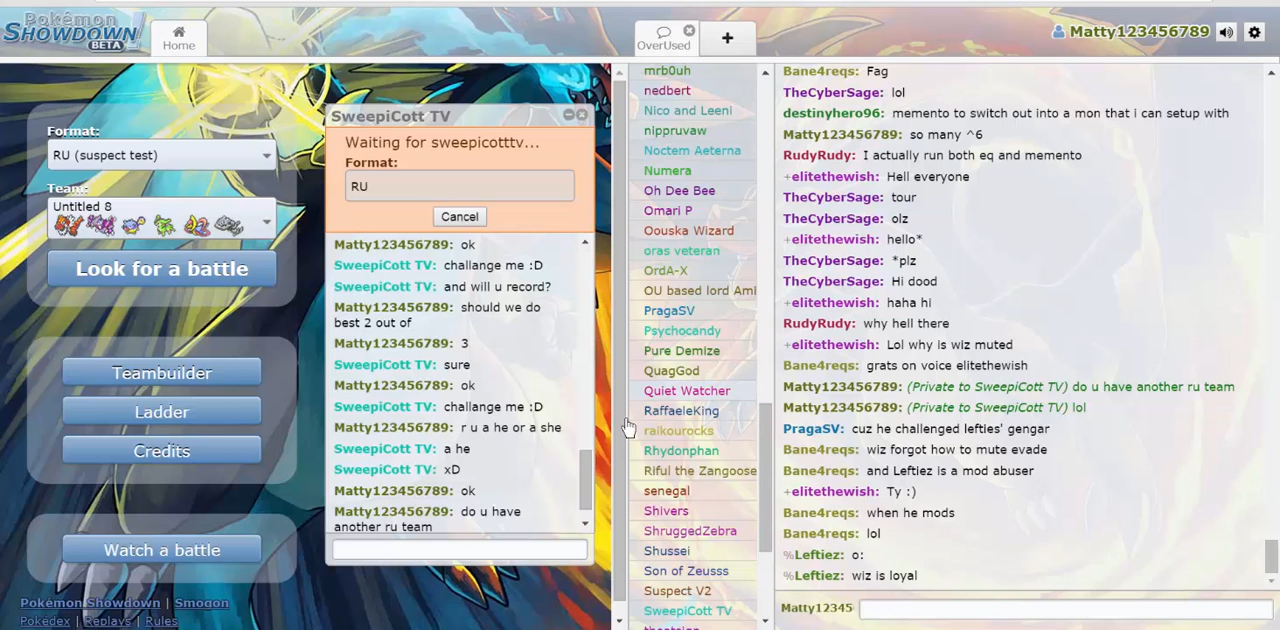 Pokémon
SHOWDOWN
BETA
Home
OverUsed
+
Matty123456789
Format:
RU (suspect test)
Team:
Untitled 8
Look for a battle
Teambuilder
Ladder
Credits
Watch a battle
Pokémon Showdown | Smogon
Pokédex | Replays | Rules
SweepiCott TV
Waiting for sweepicotttv...
Format:
RU
Cancel
Matty123456789: ok
SweepiCott TV: challange me :D
SweepiCott TV: and will u record?
Matty123456789: should we do
best 2 out of
Matty123456789: 3
SweepiCott TV: sure
Matty123456789: ok
SweepiCott TV: challange me :D
Matty123456789: r u a he or a she
SweepiCott TV: a he
SweepiCott TV: xD
Matty123456789: ok
Matty123456789: do u have
another ru team
mrb0uh
nedbert
Nico and Leeni
nippruvaw
Noctem Aeterna
Numera
Oh Dee Bee
Omari P
Oouska Wizard
oras veteran
OrdA-X
OU based lord Ami
PragaSV
Psychocandy
Pure Demize
QuagGod
Quiet Watcher
RaffaeleKing
raikourocks
Rhydonphan
Riful the Zangoose
senegal
Shivers
ShruggedZebra
Shussei
Son of Zeusss
Suspect V2
SweepiCott TV
Bane4reqs: Fag
TheCyberSage: lol
destinyhero96: memento to switch out into a mon that i can setup with
Matty123456789: so many ^6
RudyRudy: I actually run both eq and memento
+elitethewish: Hell everyone
TheCyberSage: tour
TheCyberSage: olz
+elitethewish: hello*
TheCyberSage: *plz
TheCyberSage: Hi dood
+elitethewish: haha hi
RudyRudy: why hell there
+elitethewish: Lol why is wiz muted
Bane4reqs: grats on voice elitethewish
Matty123456789: (Private to SweepiCott TV) do u have another ru team
Matty123456789: (Private to SweepiCott TV) lol
PragaSV: cuz he challenged lefties' gengar
Bane4reqs: wiz forgot how to mute evade
Bane4reqs: and Leftiez is a mod abuser
+elitethewish: Ty :)
Bane4reqs: when he mods
Bane4reqs: lol
%Leftiez: o:
%Leftiez: wiz is loyal
Matty12345